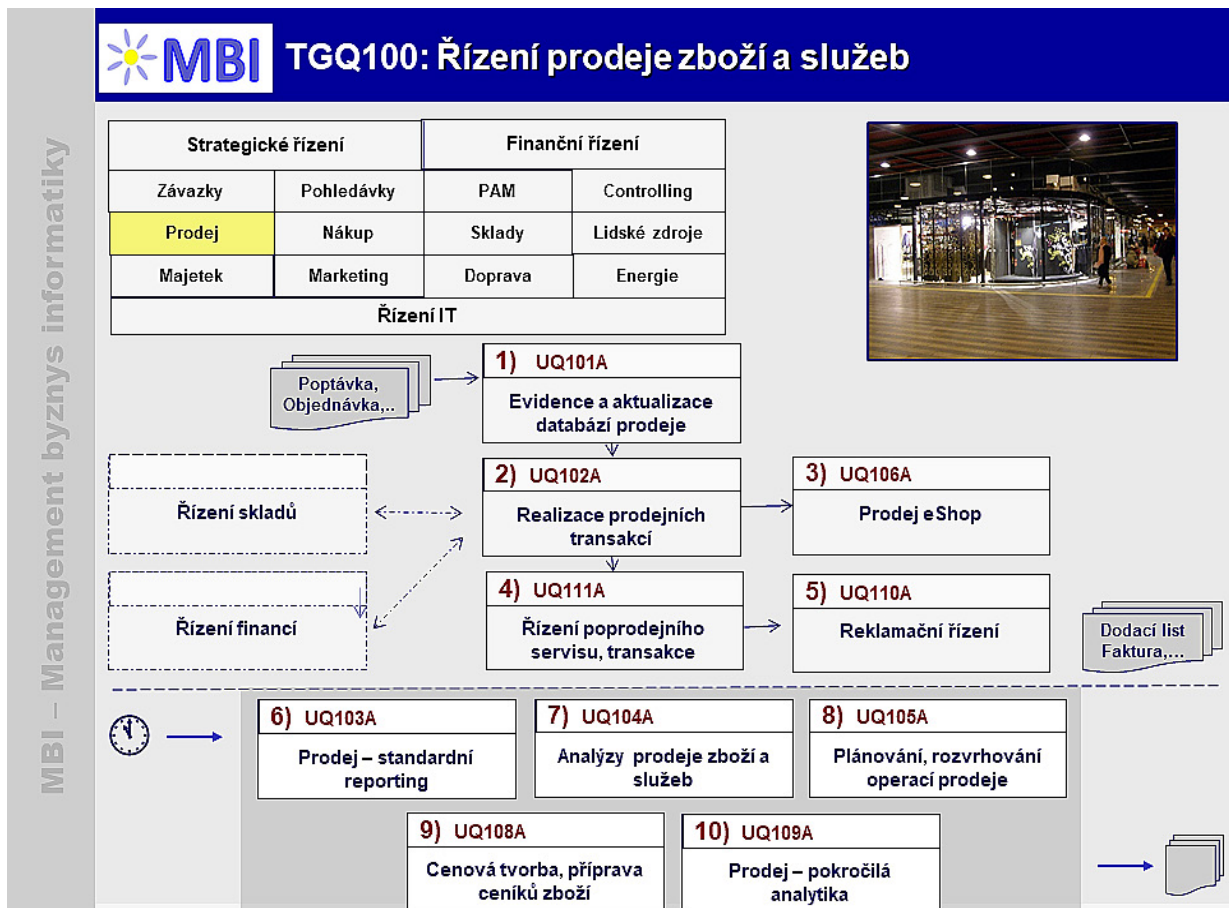 MBI
TGQ100: Řízení prodeje zboží a služeb
MBI – Management byznys informatiky
Strategické řízení
Finanční řízení
Závazky
Pohledávky
PAM
Controlling
Prodej
Nákup
Sklady
Lidské zdroje
Majetek
Marketing
Doprava
Energie
Řízení IT
Poptávka,
Objednávka,..
1) UQ101A
Evidence a aktualizace
databází prodeje
Řízení skladů
2) UQ102A
Realizace prodejních
transakcí
3) UQ106A
Prodej eShop
Řízení financí
4) UQ111A
Řízení poprodejního
servisu, transakce
5) UQ110A
Reklamační řízení
Dodací list
Faktura,...
6) UQ103A
Prodej – standardní
reporting
7) UQ104A
Analýzy prodeje zboží a
služeb
8) UQ105A
Plánování, rozvrhování
operací prodeje
9) UQ108A
Cenová tvorba, příprava
ceníků zboží
10) UQ109A
Prodej – pokročilá
analytika